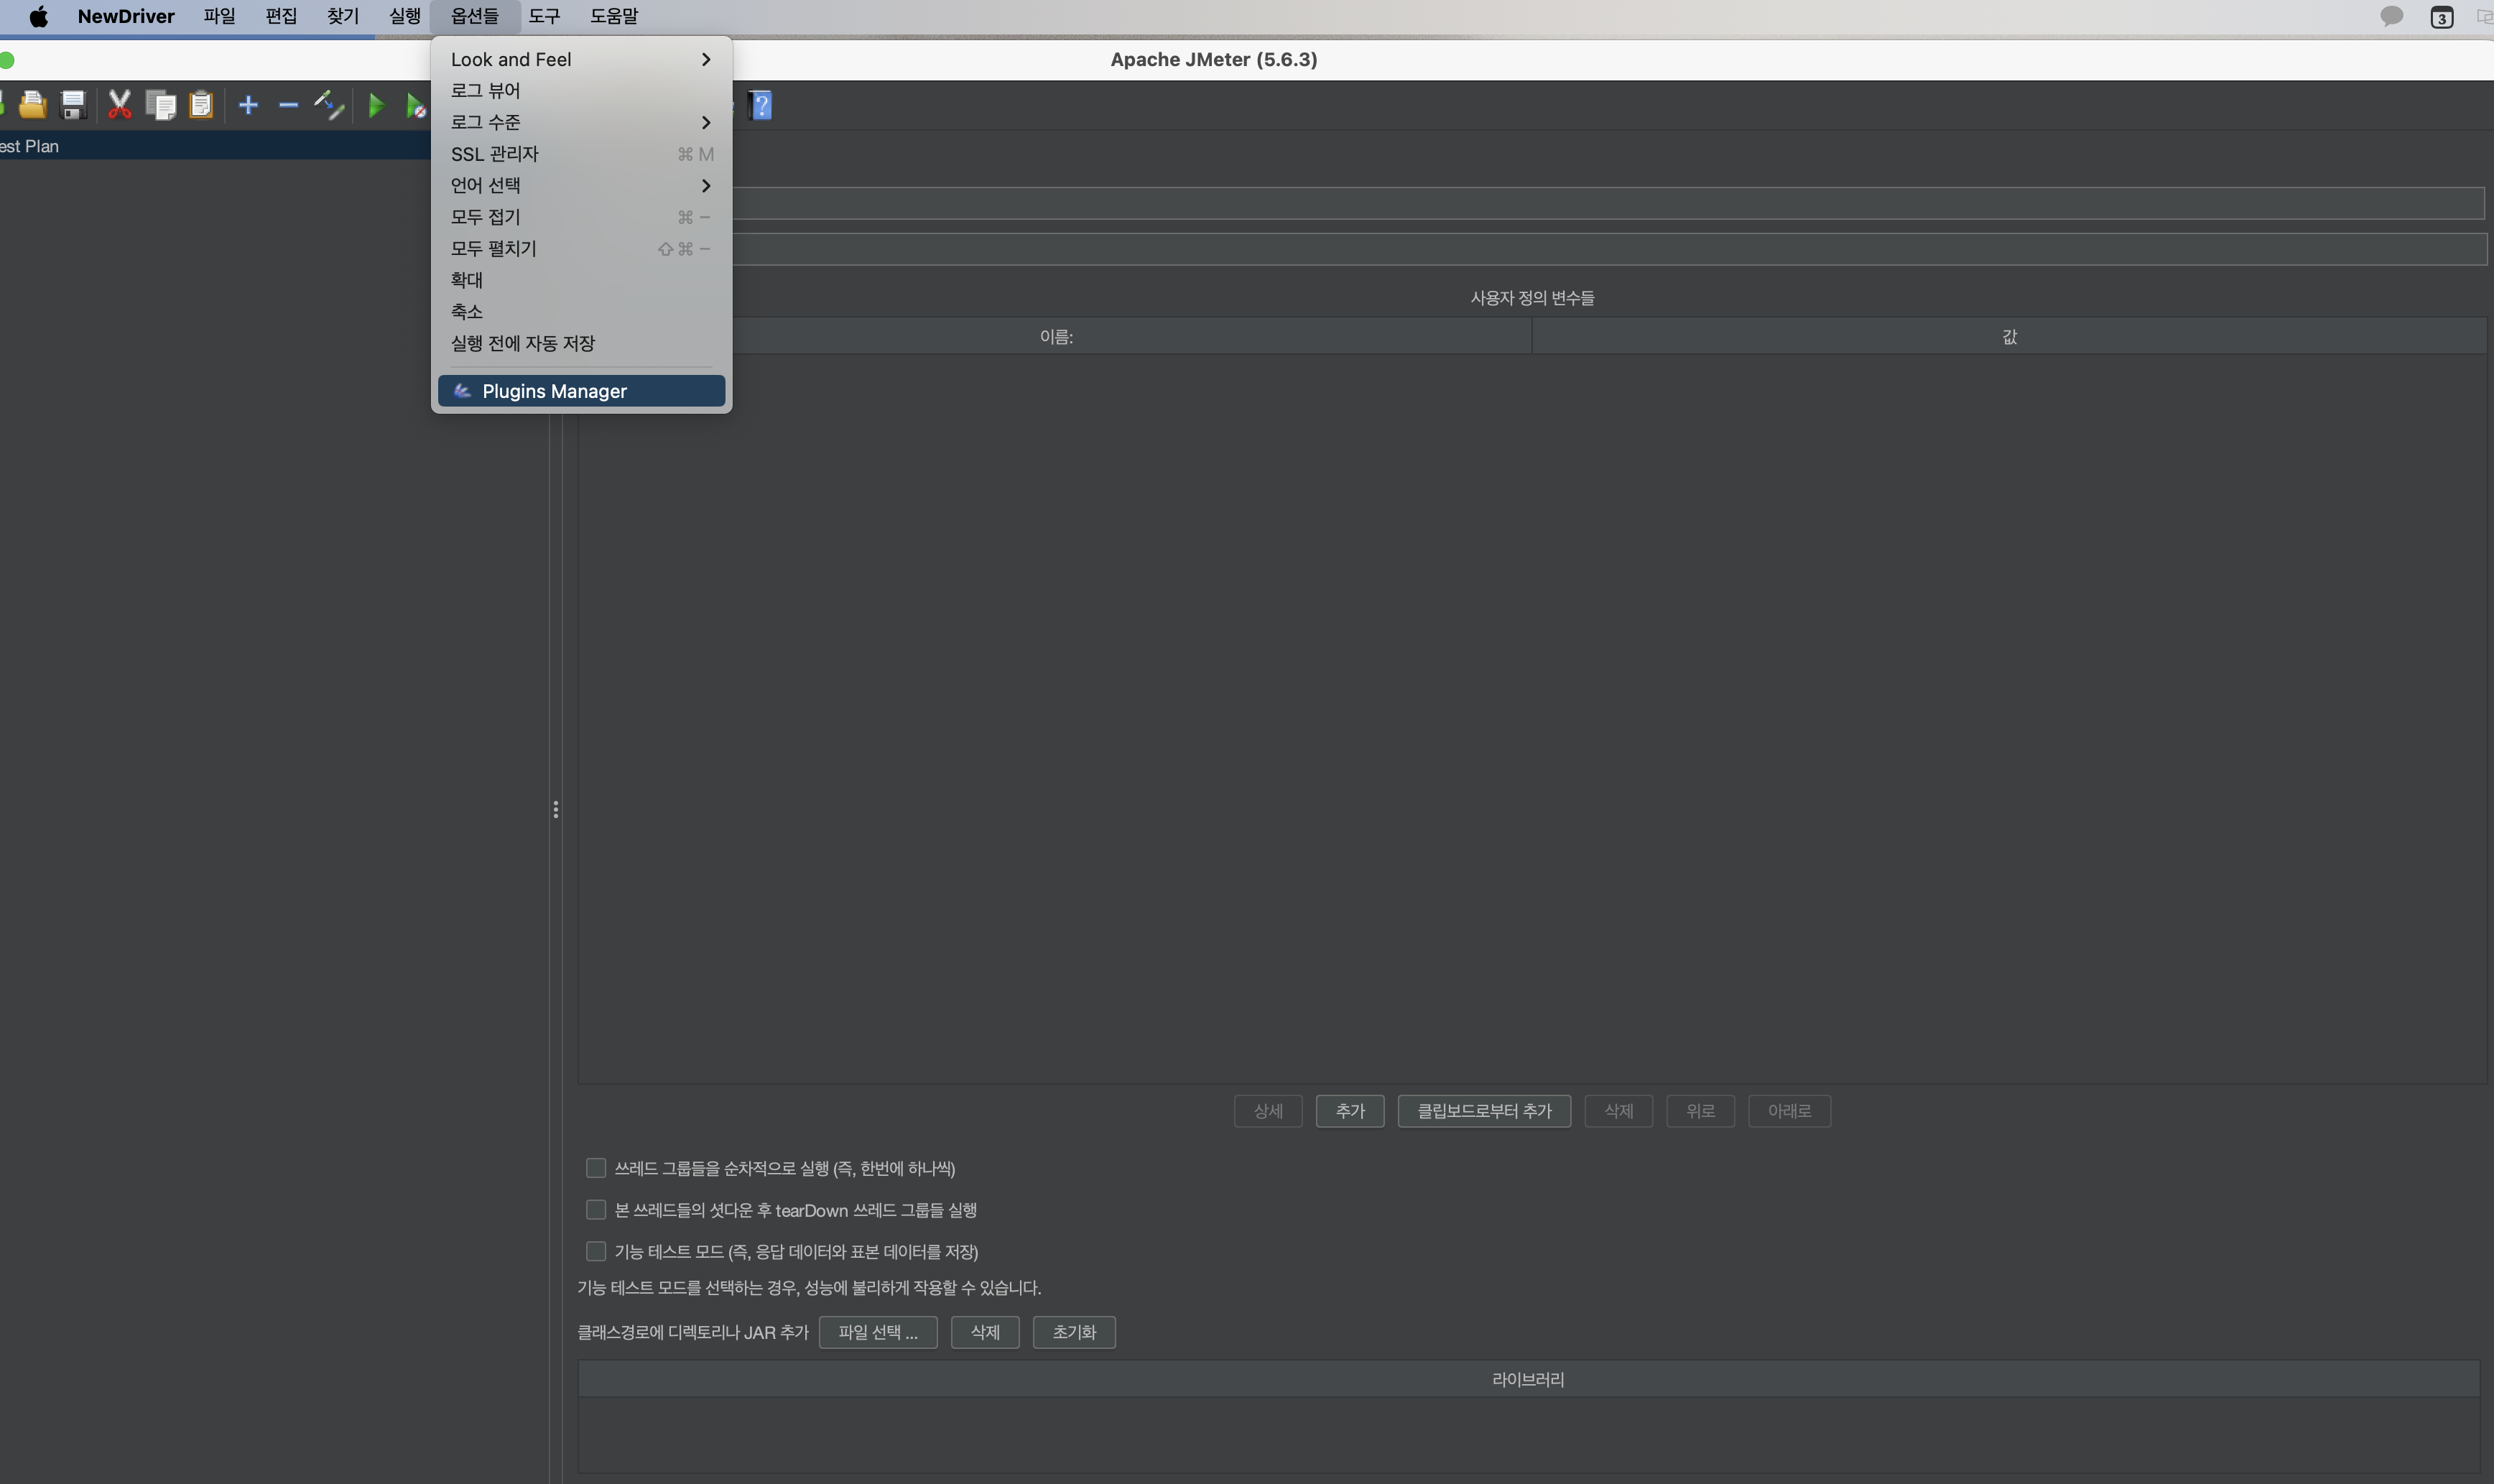 NewDriver 파일 편집 찾기 실행 옵션들 도구 도움말 3
Apache JMeter (5.6.3)
Look and Feel
로그 뷰어
로그 수준
SSL 관리자 ⌘ M
언어 선택
모두 접기 ⌘ −
모두 펼치기 ⇧ ⌘ −
확대
축소
실행 전에 자동 저장
Plugins Manager
est Plan
사용자 정의 변수들
이름: 값
상세 추가 클립보드로부터 추가 삭제 위로 아래로
쓰레드 그룹들을 순차적으로 실행 (즉, 한번에 하나씩)
본 쓰레드들의 셧다운 후 tearDown 쓰레드 그룹들 실행
기능 테스트 모드 (즉, 응답 데이터와 표본 데이터를 저장)
기능 테스트 모드를 선택하는 경우, 성능에 불리하게 작용할 수 있습니다.
클래스경로에 디렉토리나 JAR 추가 파일 선택 ... 삭제 초기화
라이브러리